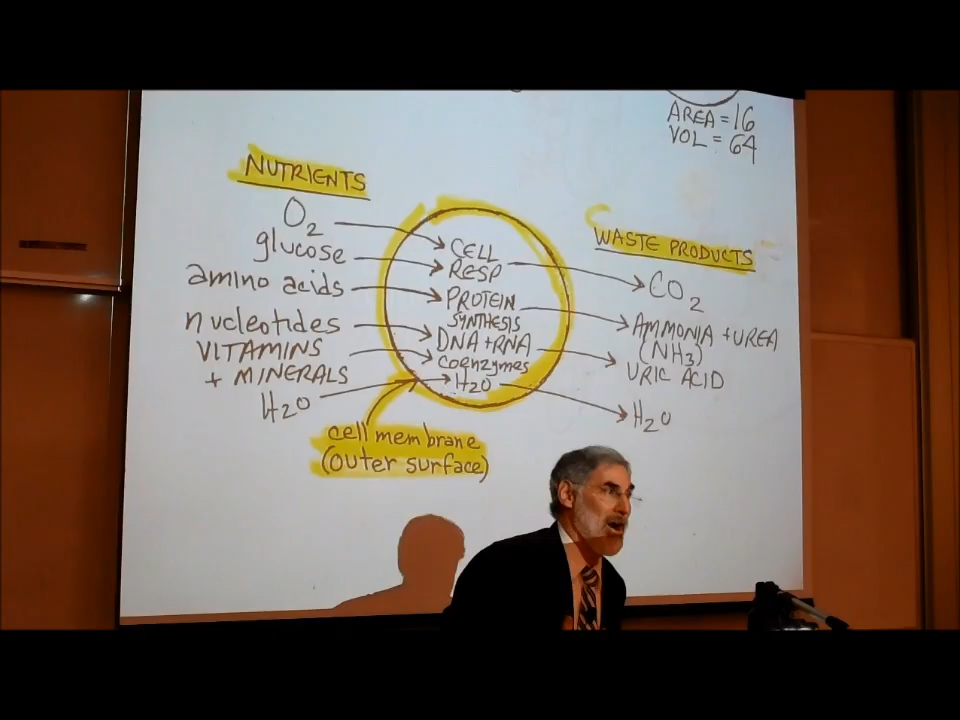 AREA = 16
VOL = 64
NUTRIENTS
O2
glucose
amino acids
nucleotides
VITAMINS
+ MINERALS
H2O
CELL
RESP
PROTEIN
SYNTHESIS
DNA + RNA
coenzymes
H2O
cell membrane
(outer surface)
WASTE PRODUCTS
CO2
AMMONIA + UREA
(NH3)
URIC ACID
H2O